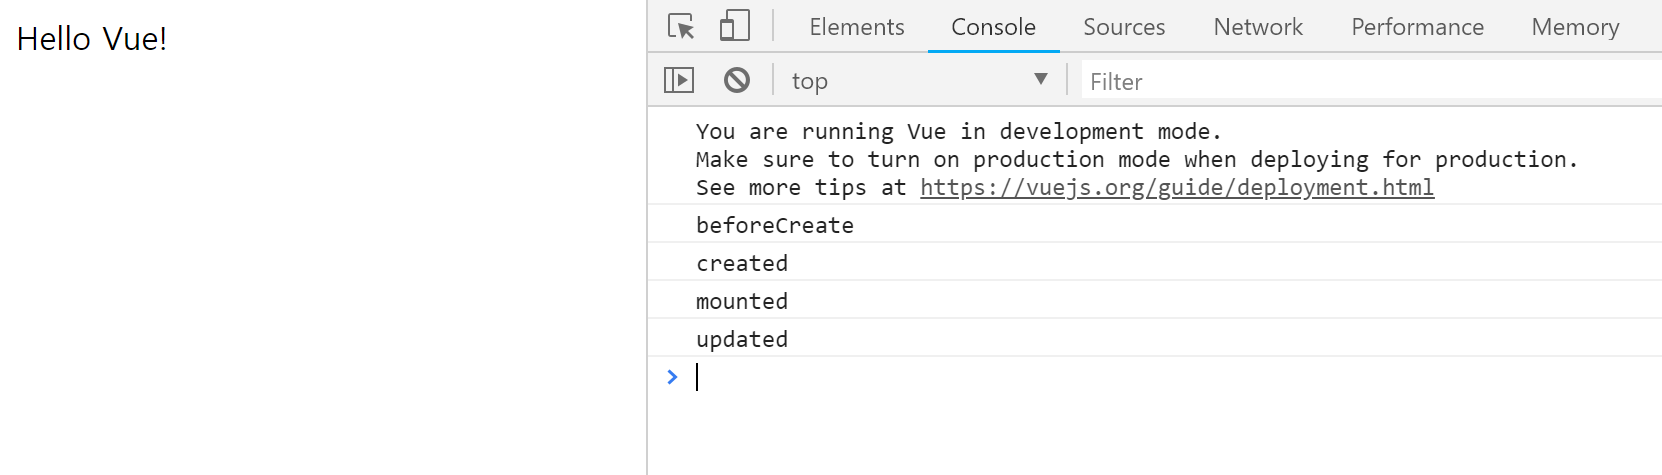 Hello Vue!
Elements Console Sources Network Performance Memory
top Filter
You are running Vue in development mode.
Make sure to turn on production mode when deploying for production.
See more tips at https://vuejs.org/guide/deployment.html
beforeCreate
created
mounted
updated
>